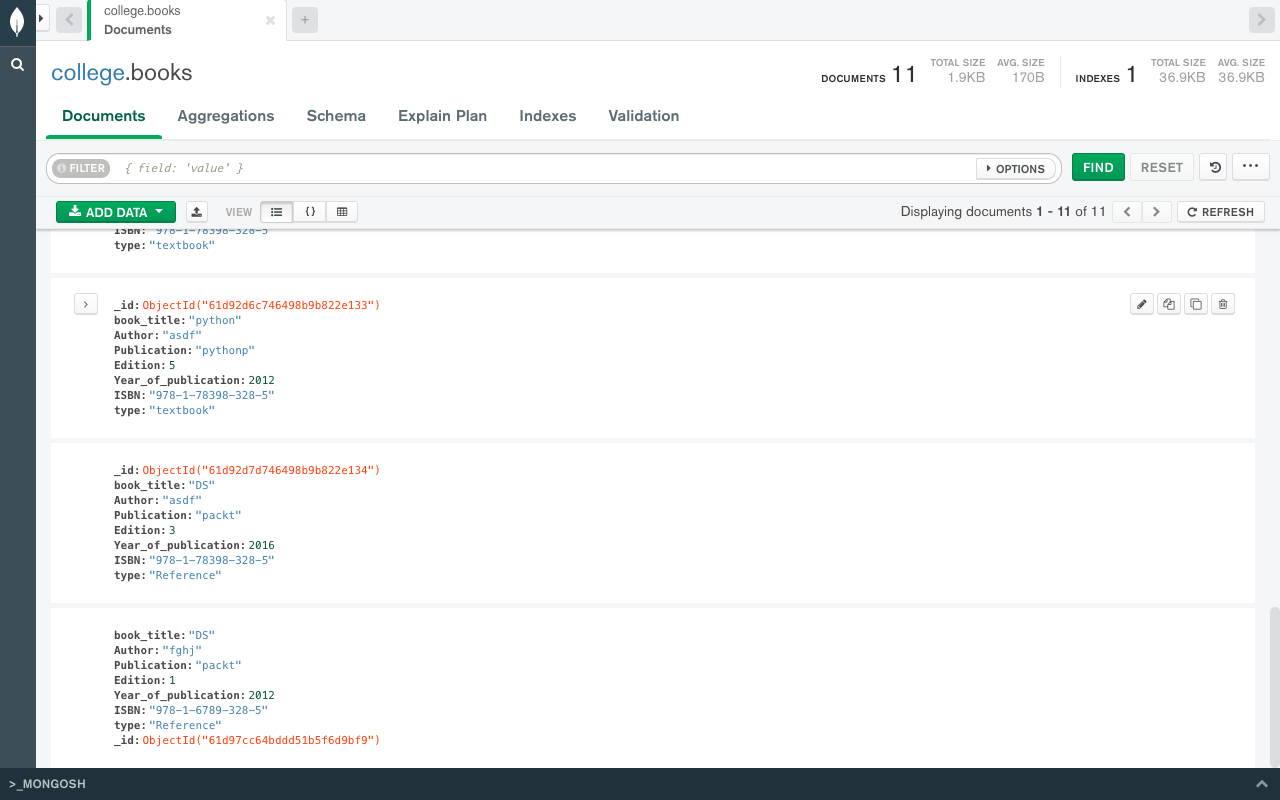 college.books
Documents
college.books
DOCUMENTS 11
TOTAL SIZE 1.9KB
AVG. SIZE 170B
INDEXES 1
TOTAL SIZE 36.9KB
AVG. SIZE 36.9KB
Documents Aggregations Schema Explain Plan Indexes Validation
FILTER { field: 'value' } OPTIONS FIND RESET ...
ADD DATA VIEW { } Displaying documents 1 - 11 of 11 REFRESH
ISBN: "978-1-78398-328-5"
type: "textbook"
_id: ObjectId("61d92d6c746498b9b822e133")
book_title: "python"
Author: "asdf"
Publication: "pythonp"
Edition: 5
Year_of_publication: 2012
ISBN: "978-1-78398-328-5"
type: "textbook"
_id: ObjectId("61d92d7d746498b9b822e134")
book_title: "DS"
Author: "asdf"
Publication: "packt"
Edition: 3
Year_of_publication: 2016
ISBN: "978-1-78398-328-5"
type: "Reference"
book_title: "DS"
Author: "fghj"
Publication: "packt"
Edition: 1
Year_of_publication: 2012
ISBN: "978-1-6789-328-5"
type: "Reference"
_id: ObjectId("61d97cc64bddd51b5f6d9bf9")
>_MONGOSH